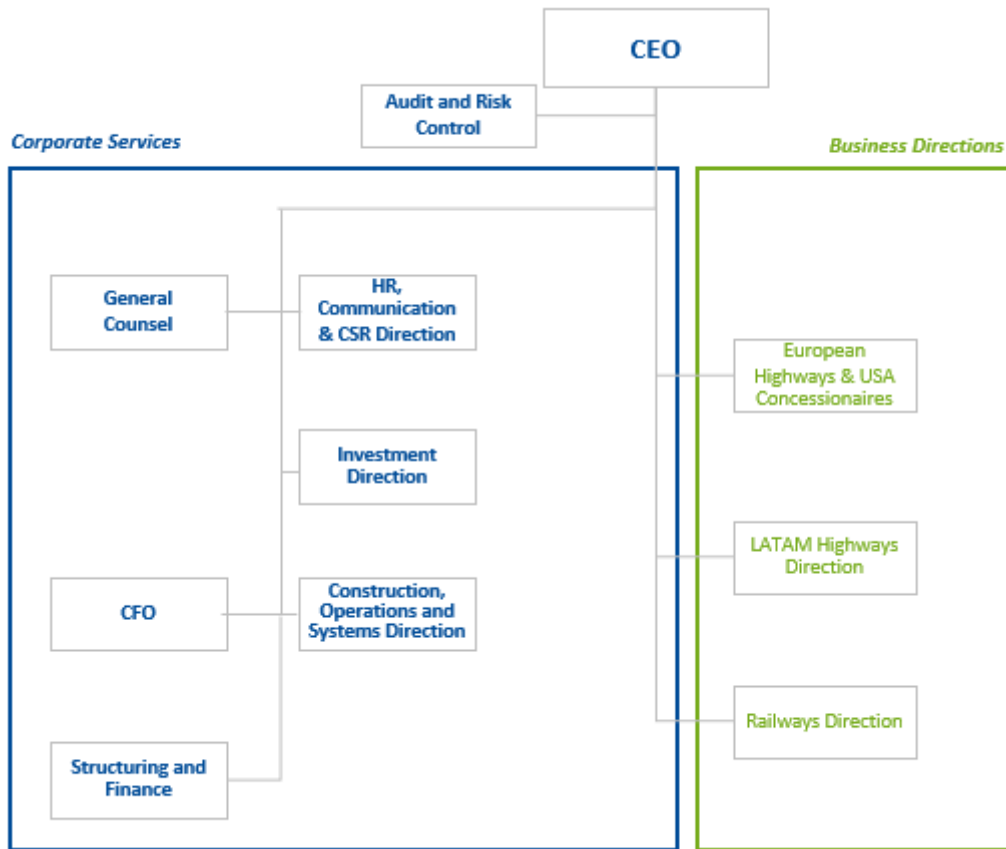 CEO
Audit and Risk
Control
Corporate Services
Business Directions
General
Counsel
HR,
Communication
& CSR Direction
European
Highways & USA
Concessionaires
Investment
Direction
LATAM Highways
Direction
CFO
Construction,
Operations and
Systems Direction
Railways Direction
Structuring and
Finance